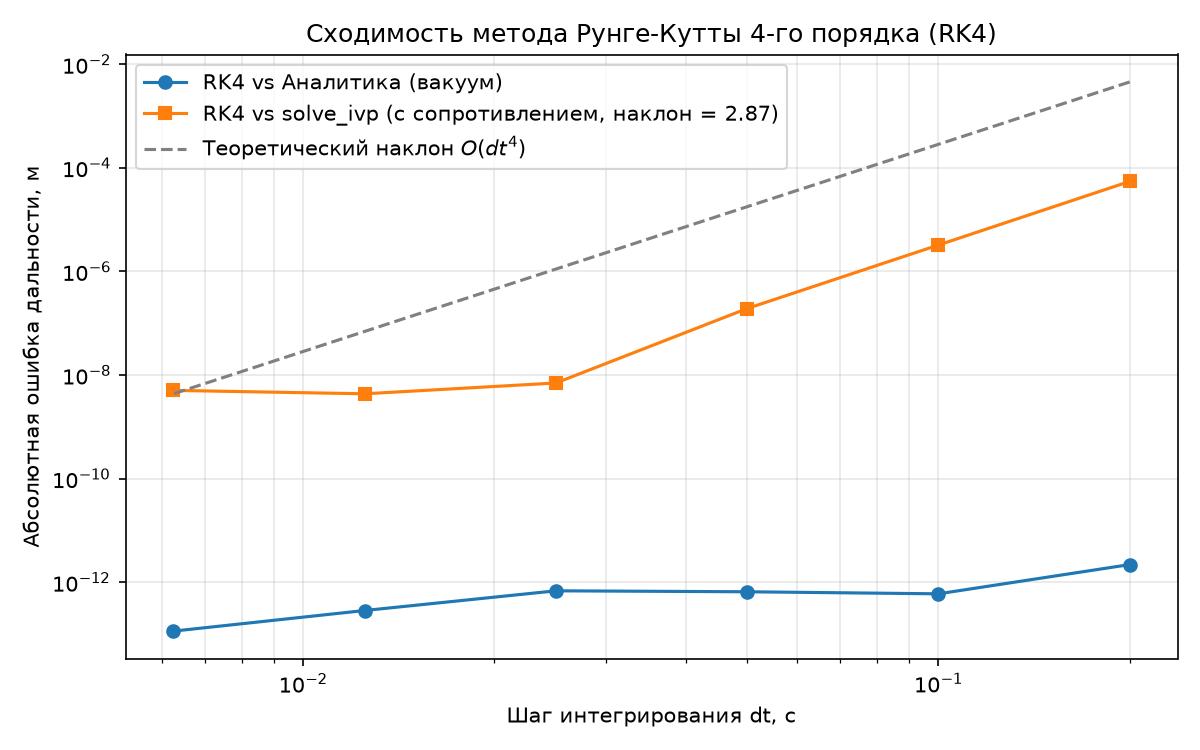 Сходимость метода Рунге-Кутты 4-го порядка (RK4)
RK4 vs Аналитика (вакуум)
RK4 vs solve_ivp (с сопротивлением, наклон = 2.87)
Теоретический наклон $O(dt^4)$
Абсолютная ошибка дальности, м
$10^{-2}$
$10^{-4}$
$10^{-6}$
$10^{-8}$
$10^{-10}$
$10^{-12}$
$10^{-2}$ $10^{-1}$
Шаг интегрирования dt, с